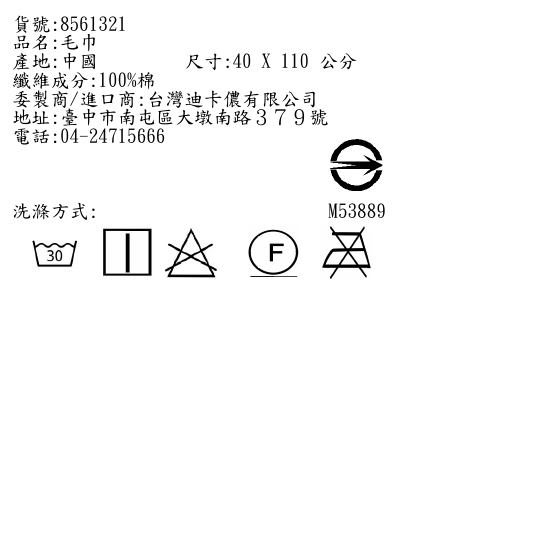 貨號:8561321
品名:毛巾
產地:中國 尺寸:40 X 110 公分
纖維成分:100%棉
委製商/進口商:台灣迪卡儂有限公司
地址:臺中市南屯區大墩南路３７９號
電話:04-24715666
洗滌方式: M53889
30 F